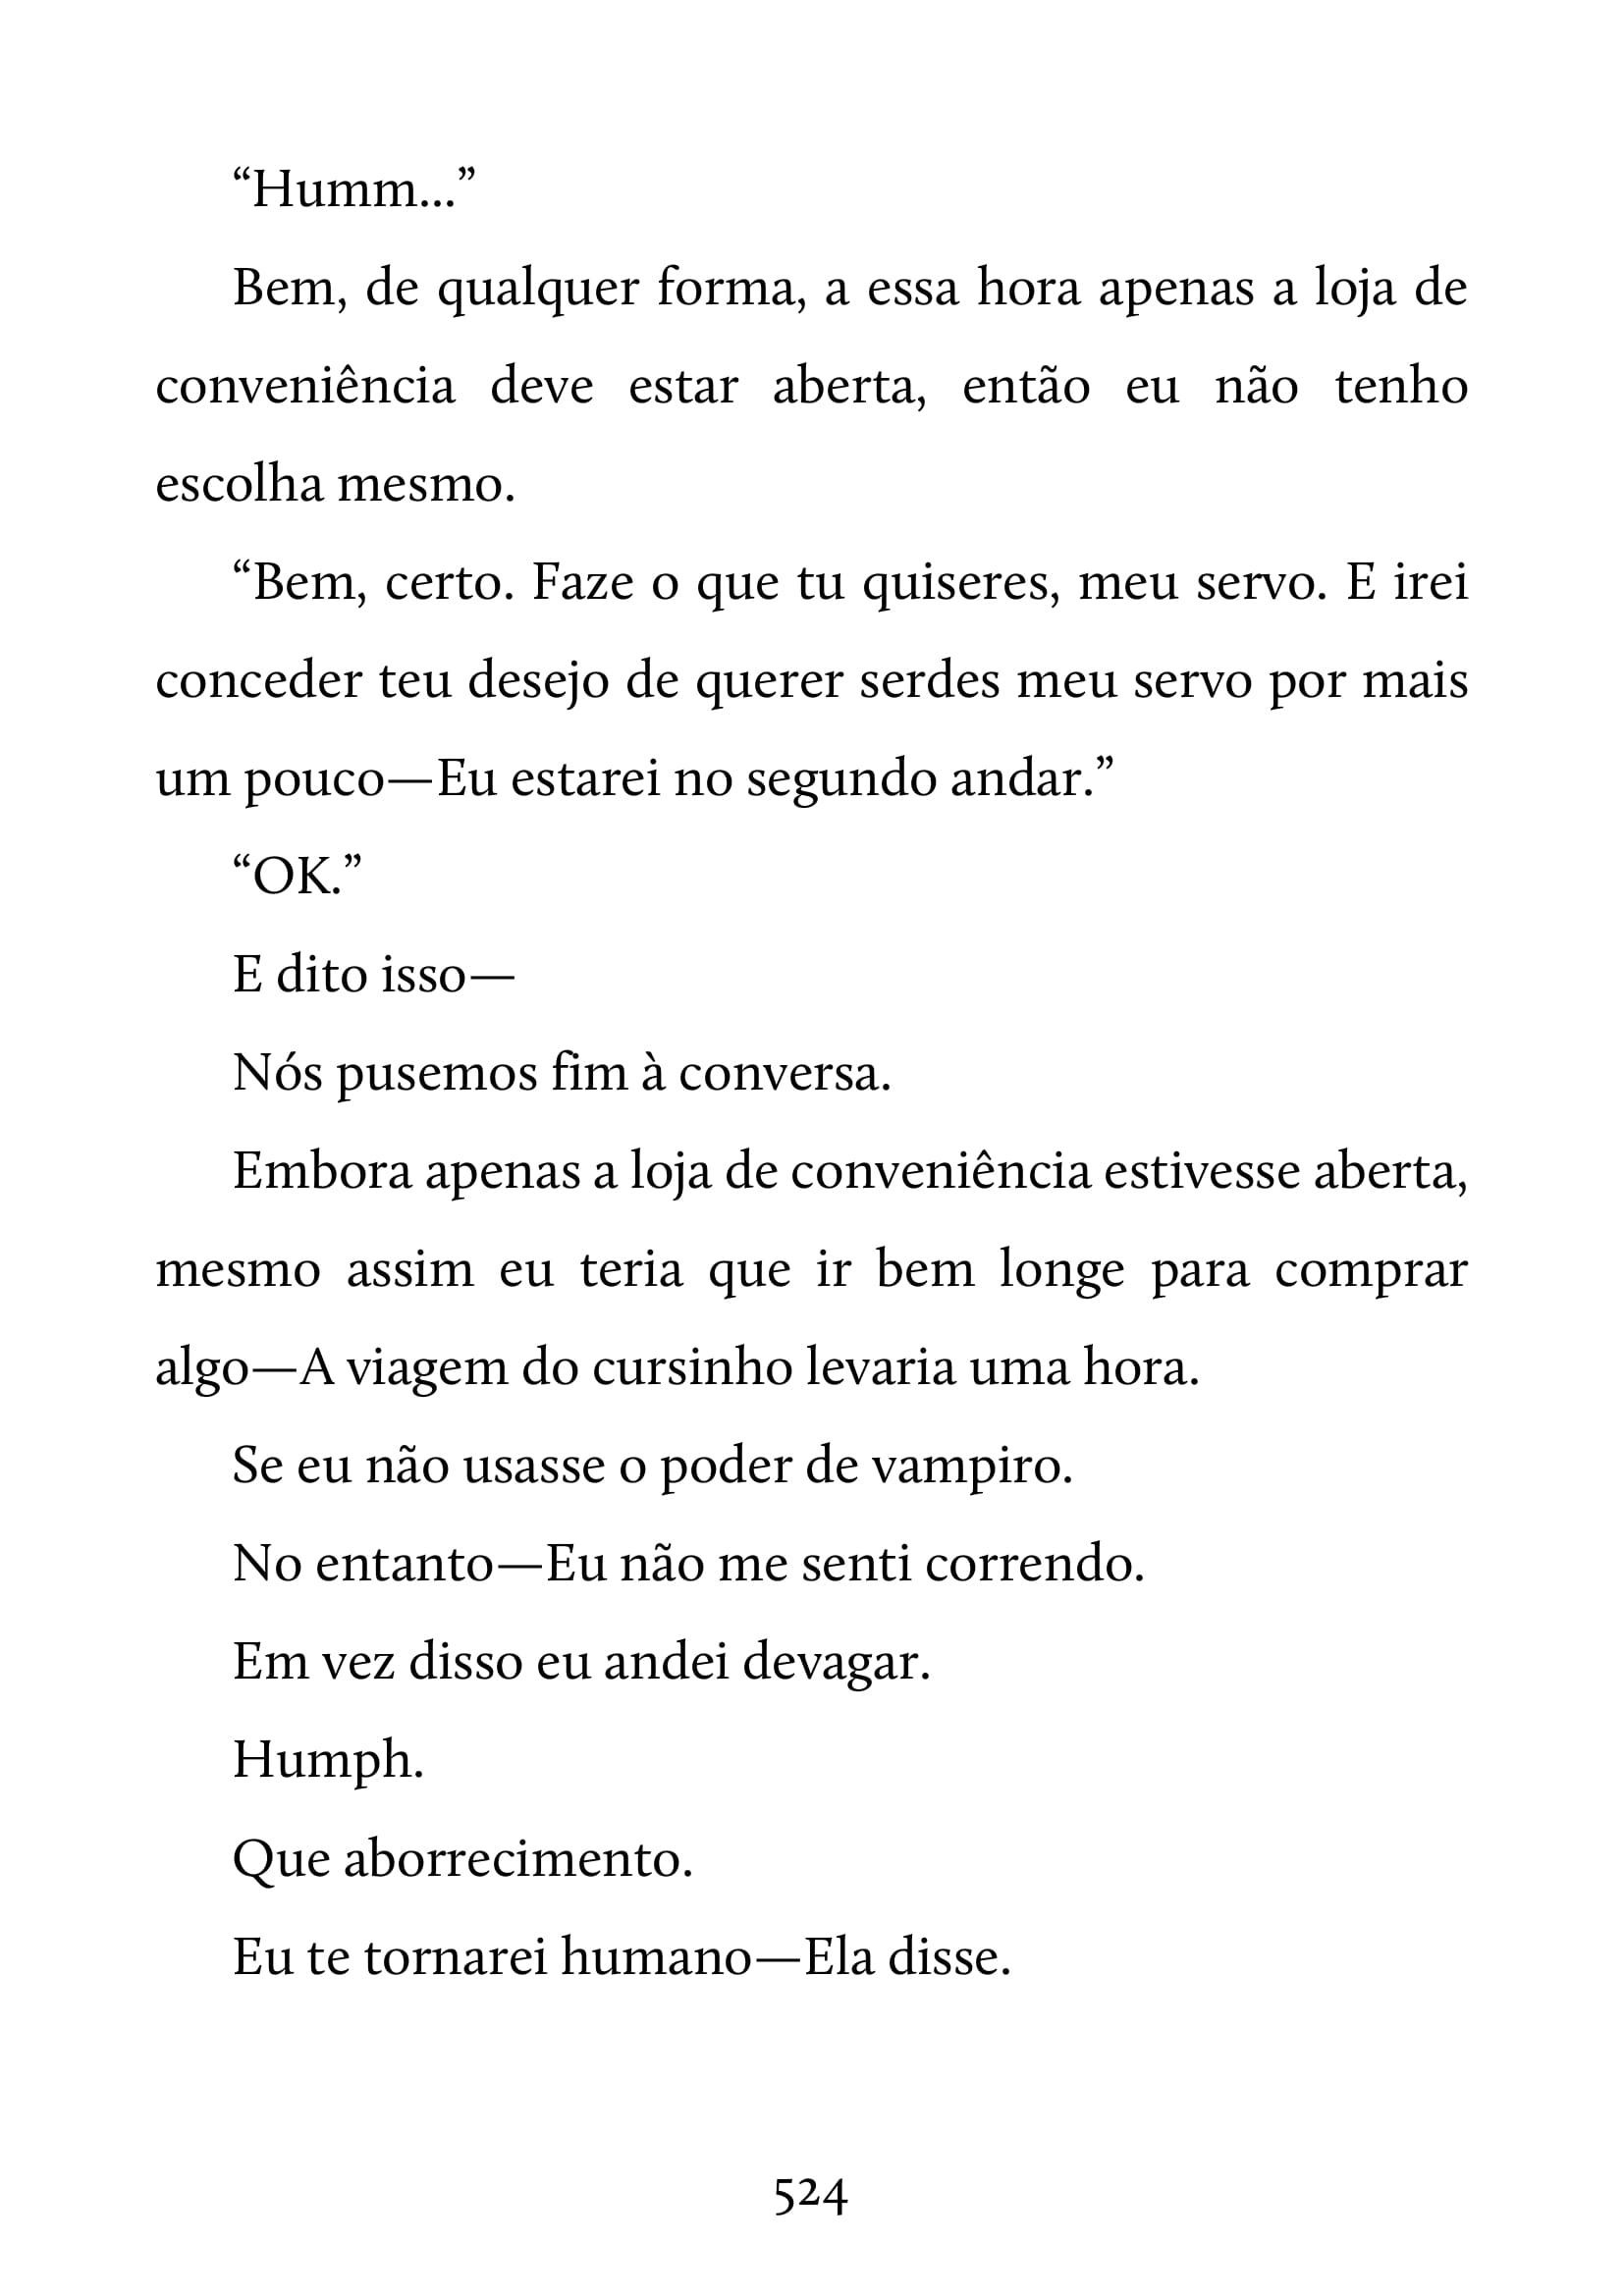 “Humm...”
Bem, de qualquer forma, a essa hora apenas a loja de
conveniência deve estar aberta, então eu não tenho
escolha mesmo.
“Bem, certo. Faze o que tu quiseres, meu servo. E irei
conceder teu desejo de querer serdes meu servo por mais
um pouco—Eu estarei no segundo andar.”
“OK.”
E dito isso—
Nós pusemos fim à conversa.
Embora apenas a loja de conveniência estivesse aberta,
mesmo assim eu teria que ir bem longe para comprar
algo—A viagem do cursinho levaria uma hora.
Se eu não usasse o poder de vampiro.
No entanto—Eu não me senti correndo.
Em vez disso eu andei devagar.
Humph.
Que aborrecimento.
Eu te tornarei humano—Ela disse.
524